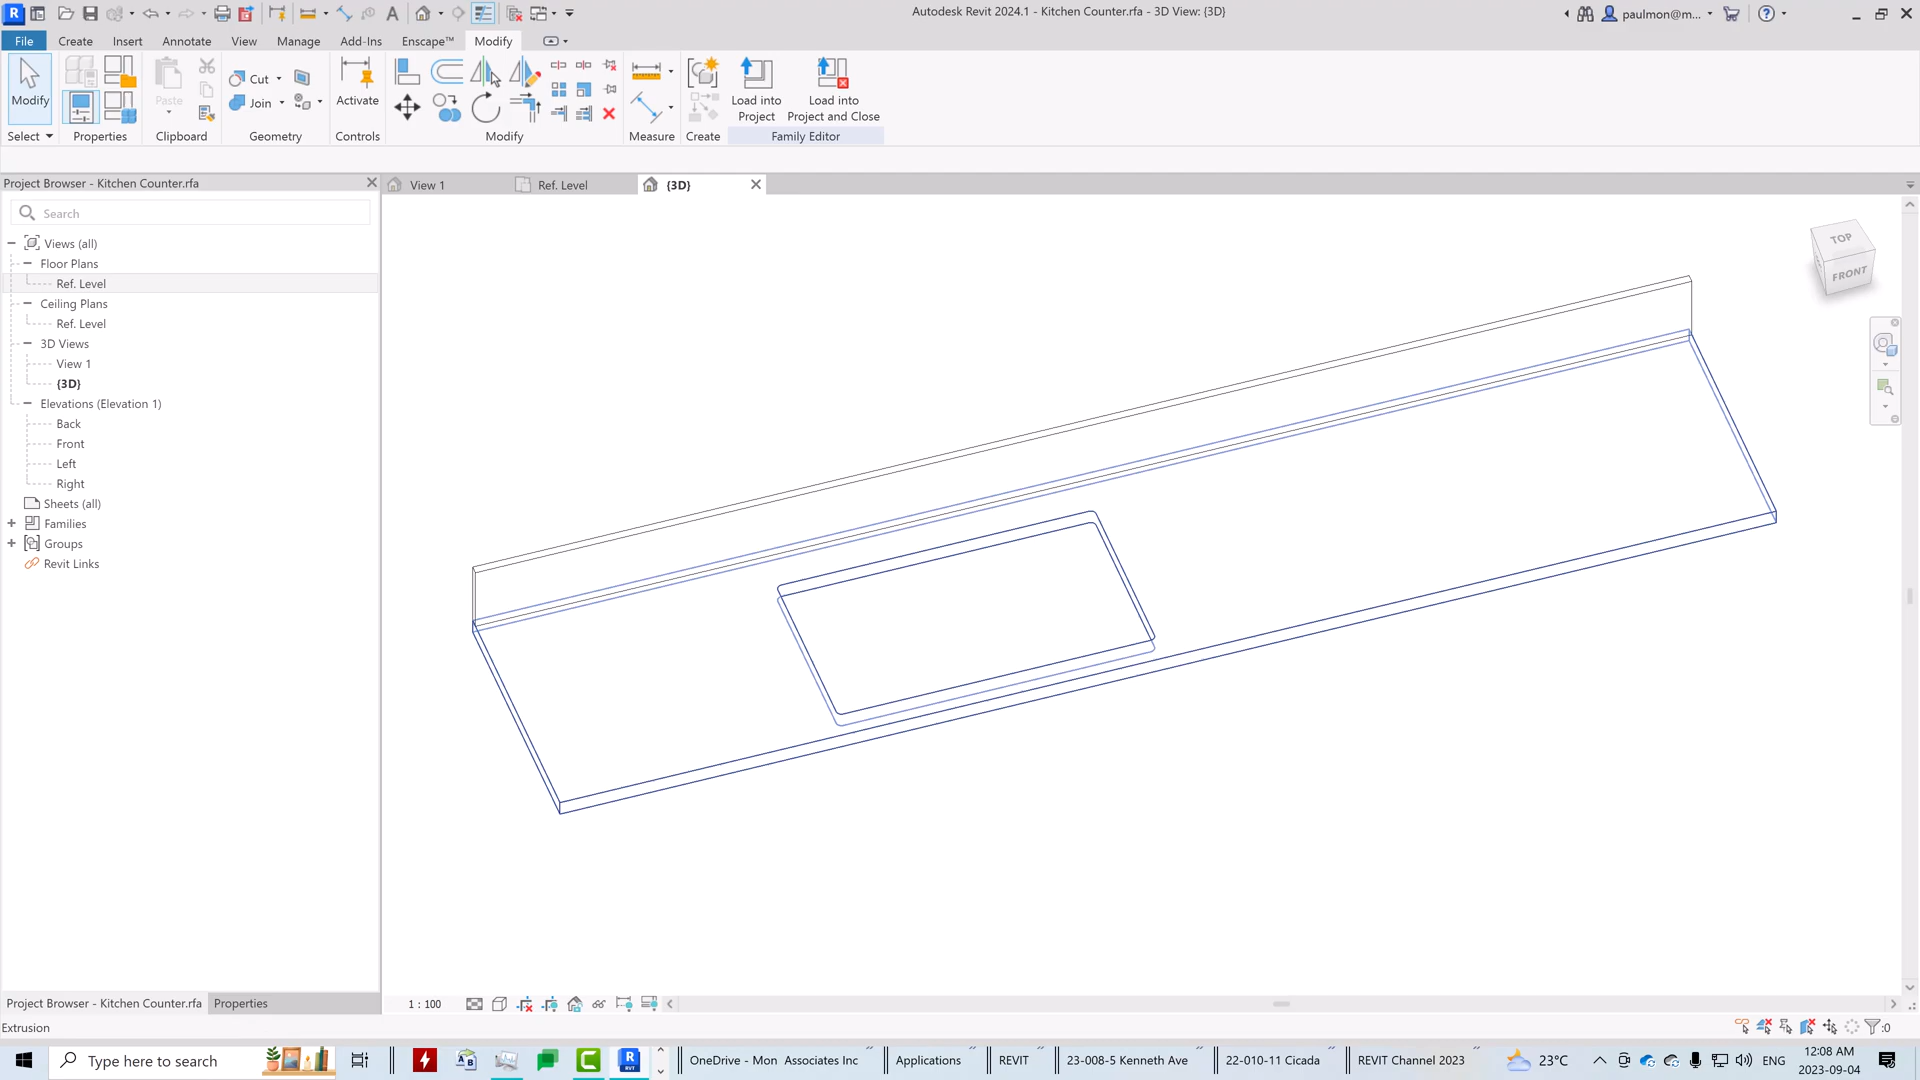 Autodesk Revit 2024.1 - Kitchen Counter.rfa - 3D View: {3D}
paulmon@m...
File Create Insert Annotate View Manage Add-Ins Enscape™ Modify
Modify
Paste
Cut
Join
Activate
Load into
Project
Load into
Project and Close
Select Properties Clipboard Geometry Controls Modify Measure Create Family Editor
Project Browser - Kitchen Counter.rfa
View 1 Ref. Level {3D}
Search
Views (all)
Floor Plans
Ref. Level
Ceiling Plans
Ref. Level
3D Views
View 1
{3D}
Elevations (Elevation 1)
Back
Front
Left
Right
Sheets (all)
Families
Groups
Revit Links
TOP
FRONT
Project Browser - Kitchen Counter.rfa Properties
1 : 100
Extrusion
:0
Type here to search
OneDrive - Mon Associates Inc
Applications
REVIT
23-008-5 Kenneth Ave
22-010-11 Cicada
REVIT Channel 2023
23°C
ENG
12:08 AM
2023-09-04